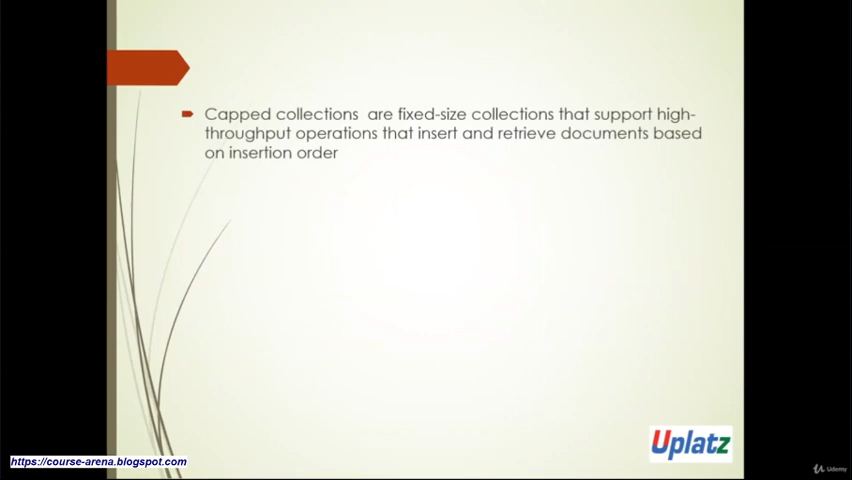 Capped collections  are fixed-size collections that support high-
throughput operations that insert and retrieve documents based
on insertion order
Uplatz
https://course-arena.blogspot.com
Udemy